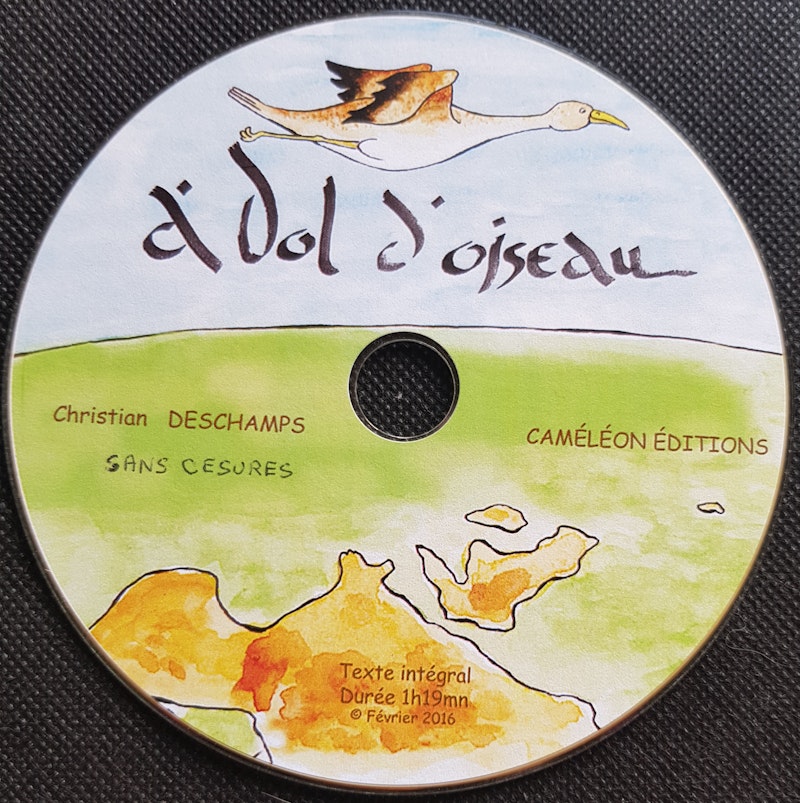 à Vol d'oiseau
Christian DESCHAMPS
CAMÉLÉON ÉDITIONS
SANS CESURES
Texte intégral
Durée 1h19mn
© Février 2016